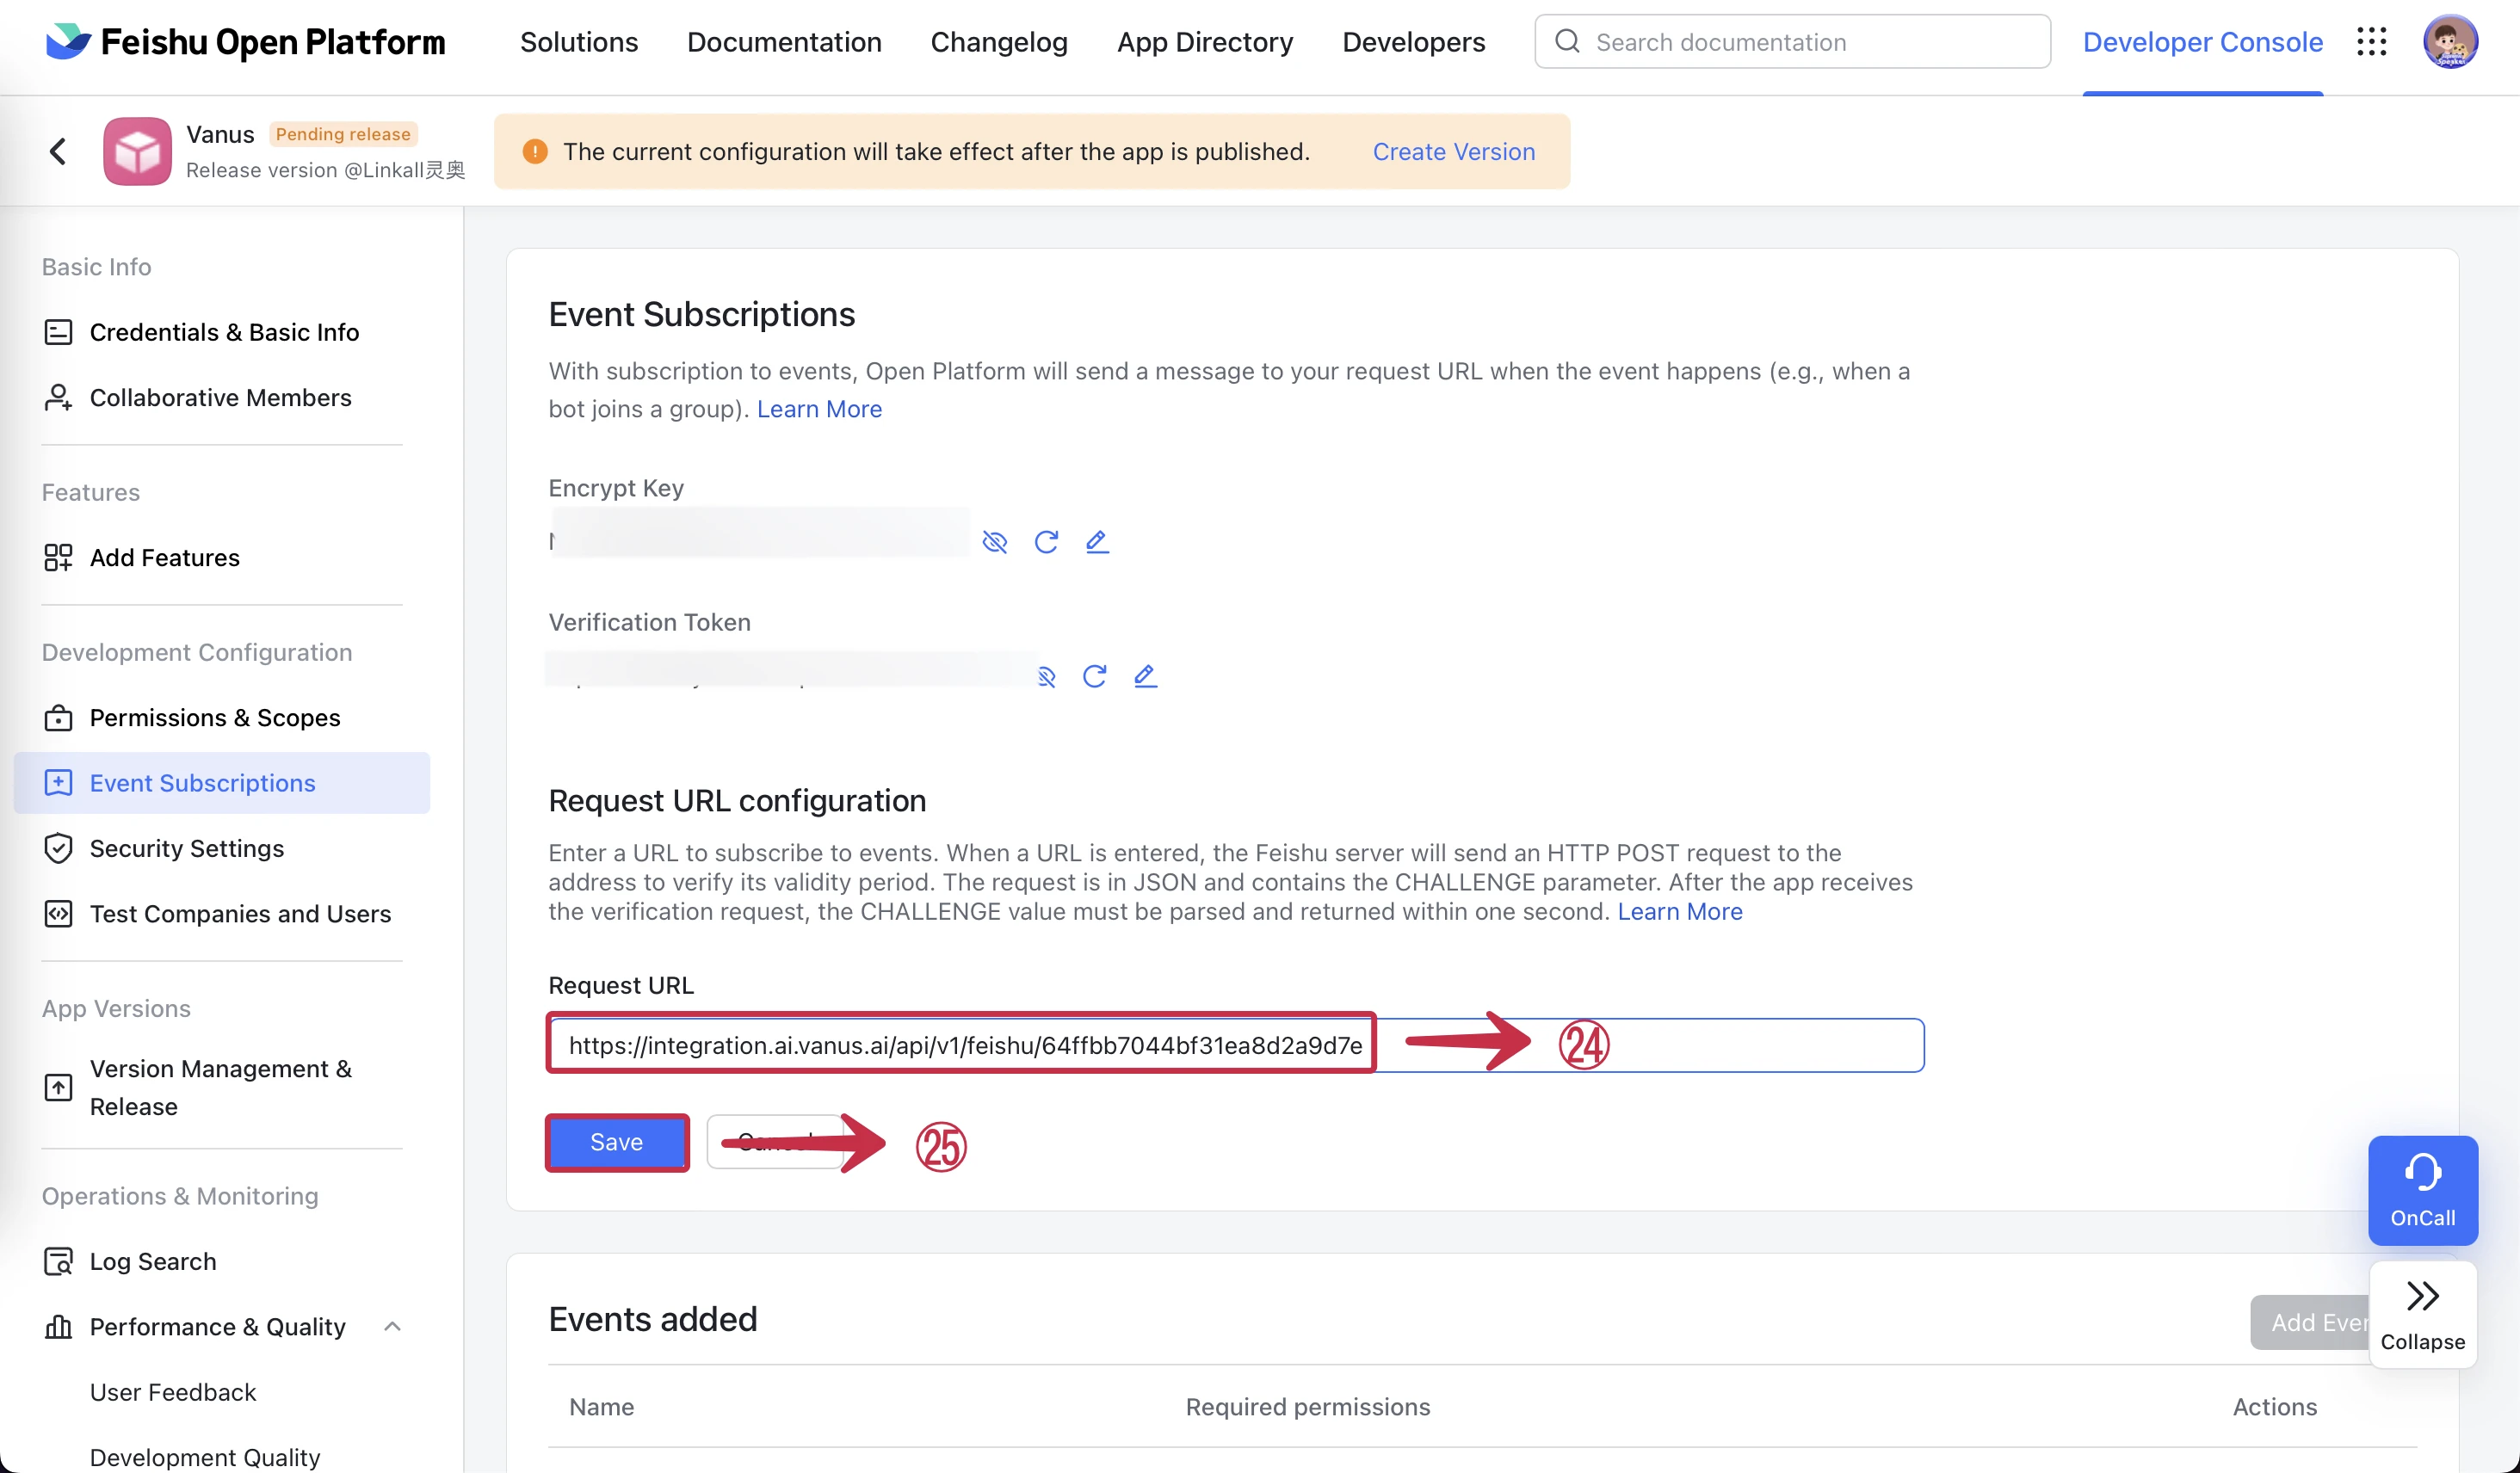 Feishu Open Platform
Solutions
Documentation
Changelog
App Directory
Developers
Search documentation
Developer Console
Vanus
Pending release
Release version @Linkall灵奥
The current configuration will take effect after the app is published.
Create Version
Basic Info
Credentials & Basic Info
Collaborative Members
Features
Add Features
Development Configuration
Permissions & Scopes
Event Subscriptions
Security Settings
Test Companies and Users
App Versions
Version Management &
Release
Operations & Monitoring
Log Search
Performance & Quality
User Feedback
Development Quality
Event Subscriptions
With subscription to events, Open Platform will send a message to your request URL when the event happens (e.g., when a
bot joins a group). Learn More
Encrypt Key
Verification Token
Request URL configuration
Enter a URL to subscribe to events. When a URL is entered, the Feishu server will send an HTTP POST request to the
address to verify its validity period. The request is in JSON and contains the CHALLENGE parameter. After the app receives
the verification request, the CHALLENGE value must be parsed and returned within one second. Learn More
Request URL
https://integration.ai.vanus.ai/api/v1/feishu/64ffbb7044bf31ea8d2a9d7e
㉔
Save
Cancel
㉕
OnCall
Events added
Add Even
Collapse
Name
Required permissions
Actions